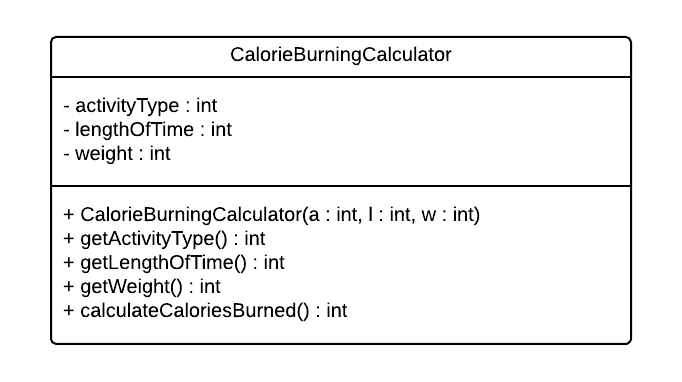 CalorieBurningCalculator
- activityType : int
- lengthOfTime : int
- weight : int
+ CalorieBurningCalculator(a : int, l : int, w : int)
+ getActivityType() : int
+ getLengthOfTime() : int
+ getWeight() : int
+ calculateCaloriesBurned() : int